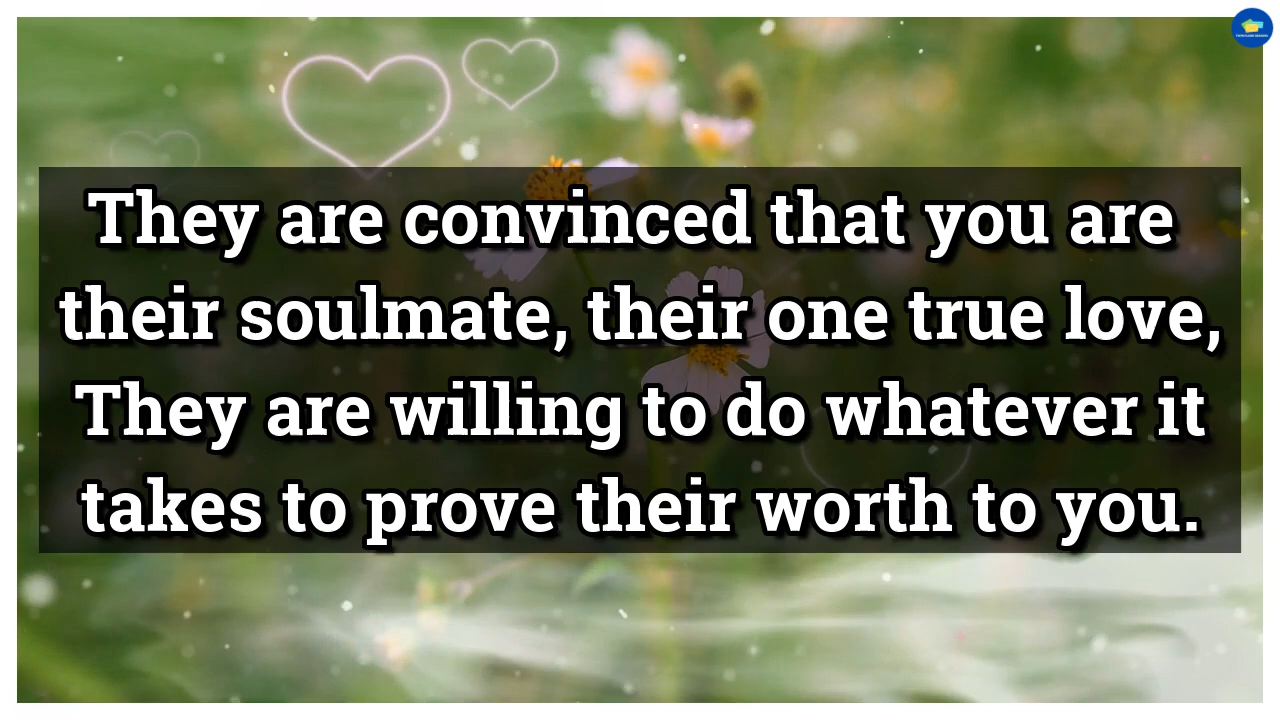 They are convinced that you are
their soulmate, their one true love,
They are willing to do whatever it
takes to prove their worth to you.